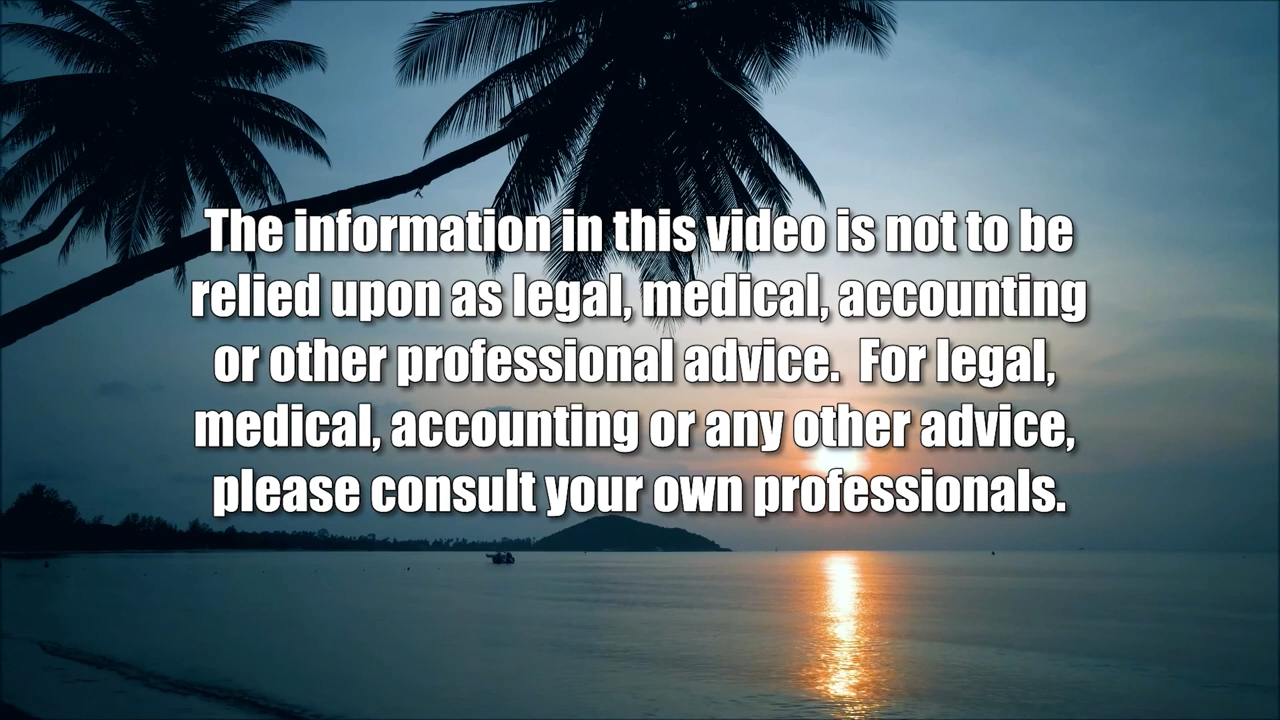 The information in this video is not to be
relied upon as legal, medical, accounting
or other professional advice.  For legal,
medical, accounting or any other advice,
please consult your own professionals.